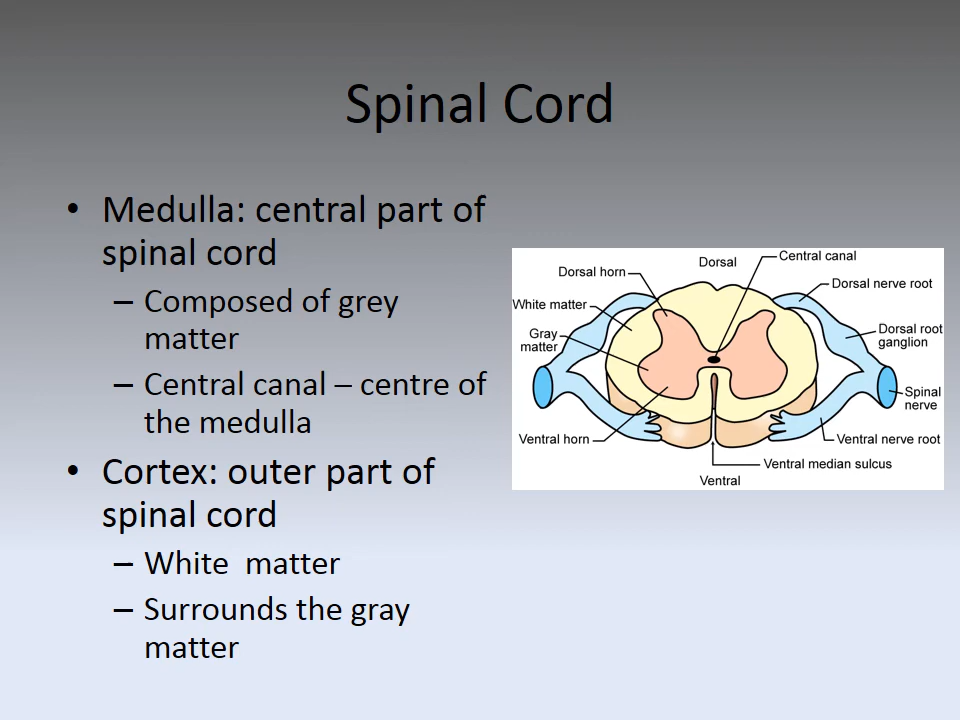 Spinal Cord
• Medulla: central part of
spinal cord
– Composed of grey
matter
– Central canal – centre of
the medulla
• Cortex: outer part of
spinal cord
– White  matter
– Surrounds the gray
matter
Dorsal
Central canal
Dorsal horn
Dorsal nerve root
White matter
Dorsal root
ganglion
Gray
matter
Spinal
nerve
Ventral horn
Ventral nerve root
Ventral median sulcus
Ventral